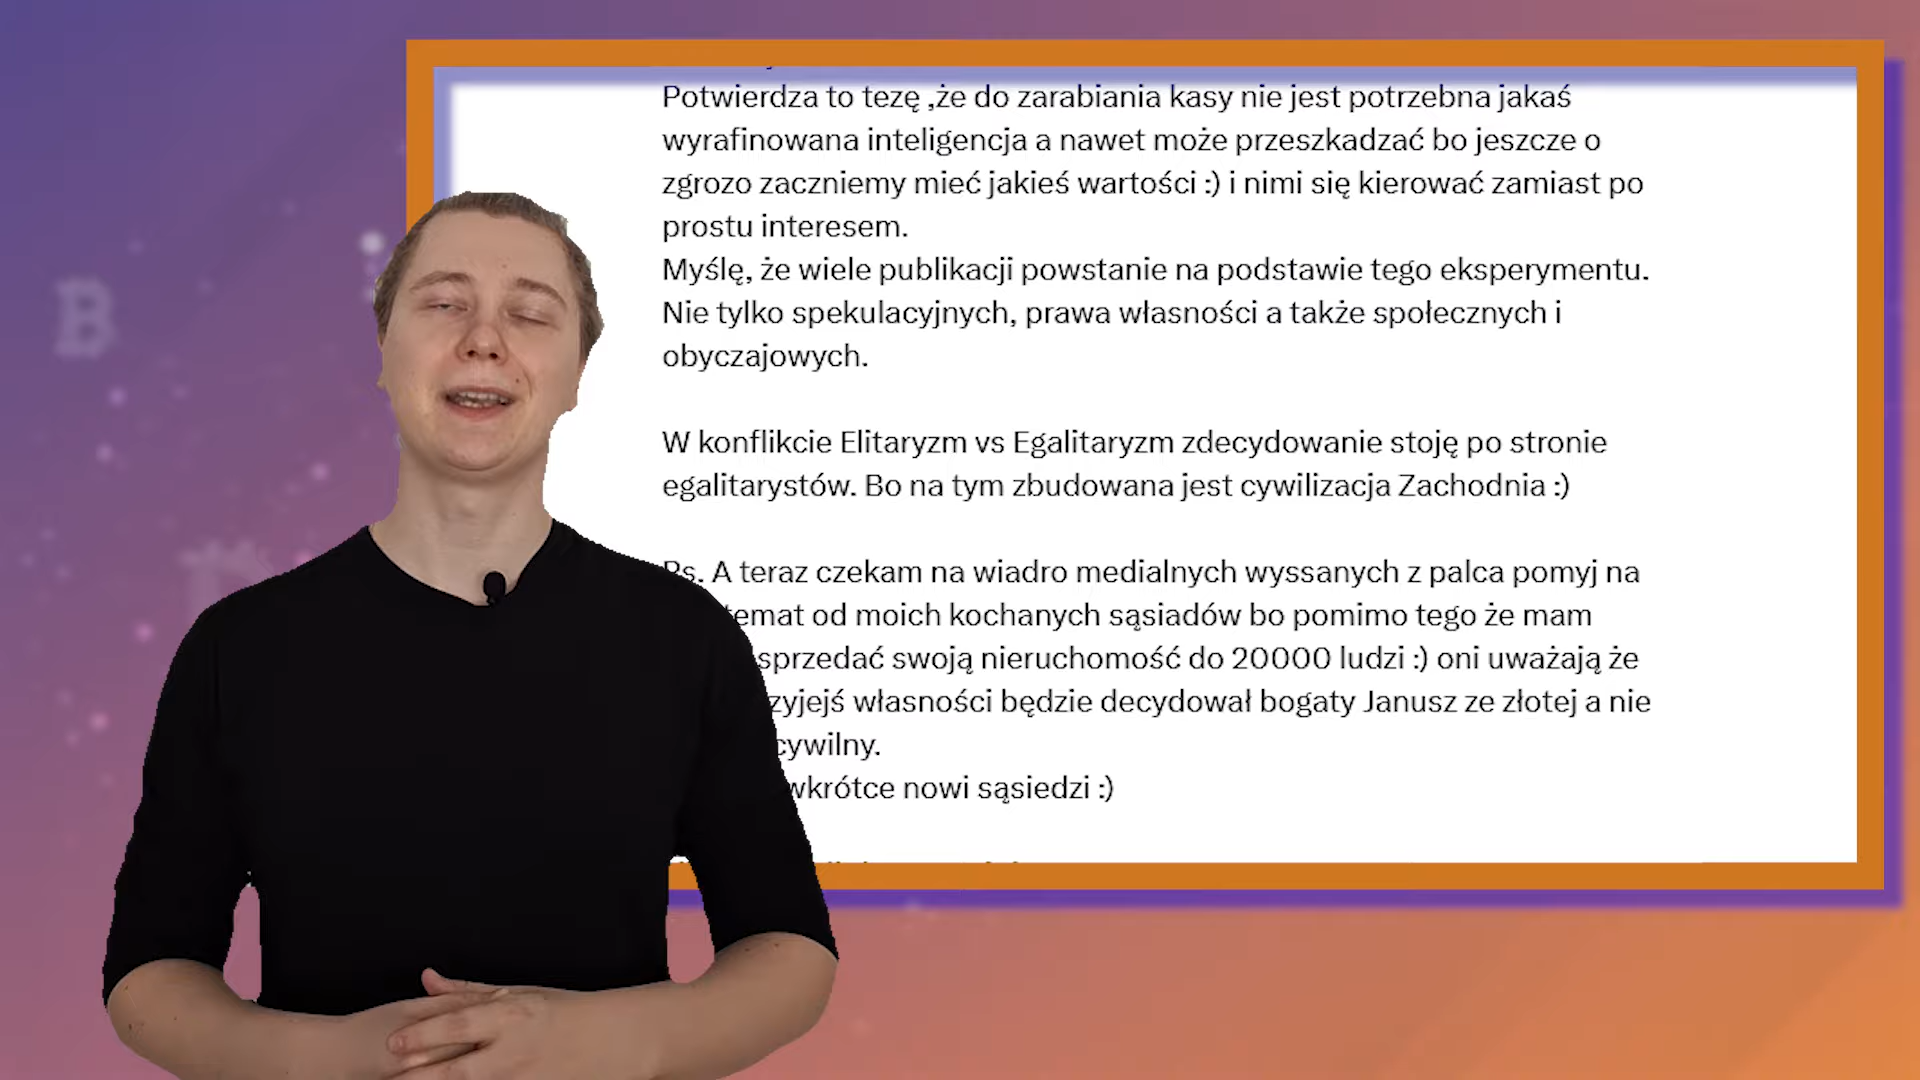 Potwierdza to tezę ,że do zarabiania kasy nie jest potrzebna jakaś
wyrafinowana inteligencja a nawet może przeszkadzać bo jeszcze o
zgrozo zaczniemy mieć jakieś wartości :) i nimi się kierować zamiast po
prostu interesem.
Myślę, że wiele publikacji powstanie na podstawie tego eksperymentu.
Nie tylko spekulacyjnych, prawa własności a także społecznych i
obyczajowych.
W konflikcie Elitaryzm vs Egalitaryzm zdecydowanie stoję po stronie
egalitarystów. Bo na tym zbudowana jest cywilizacja Zachodnia :)
Ps. A teraz czekam na wiadro medialnych wyssanych z palca pomyj na
od moich kochanych sąsiadów bo pomimo tego że mam
sprzedać swoją nieruchomość do 20000 ludzi :) oni uważają że
własności będzie decydował bogaty Janusz ze złotej a nie
cywilny.
wkrótce nowi sąsiedzi :)